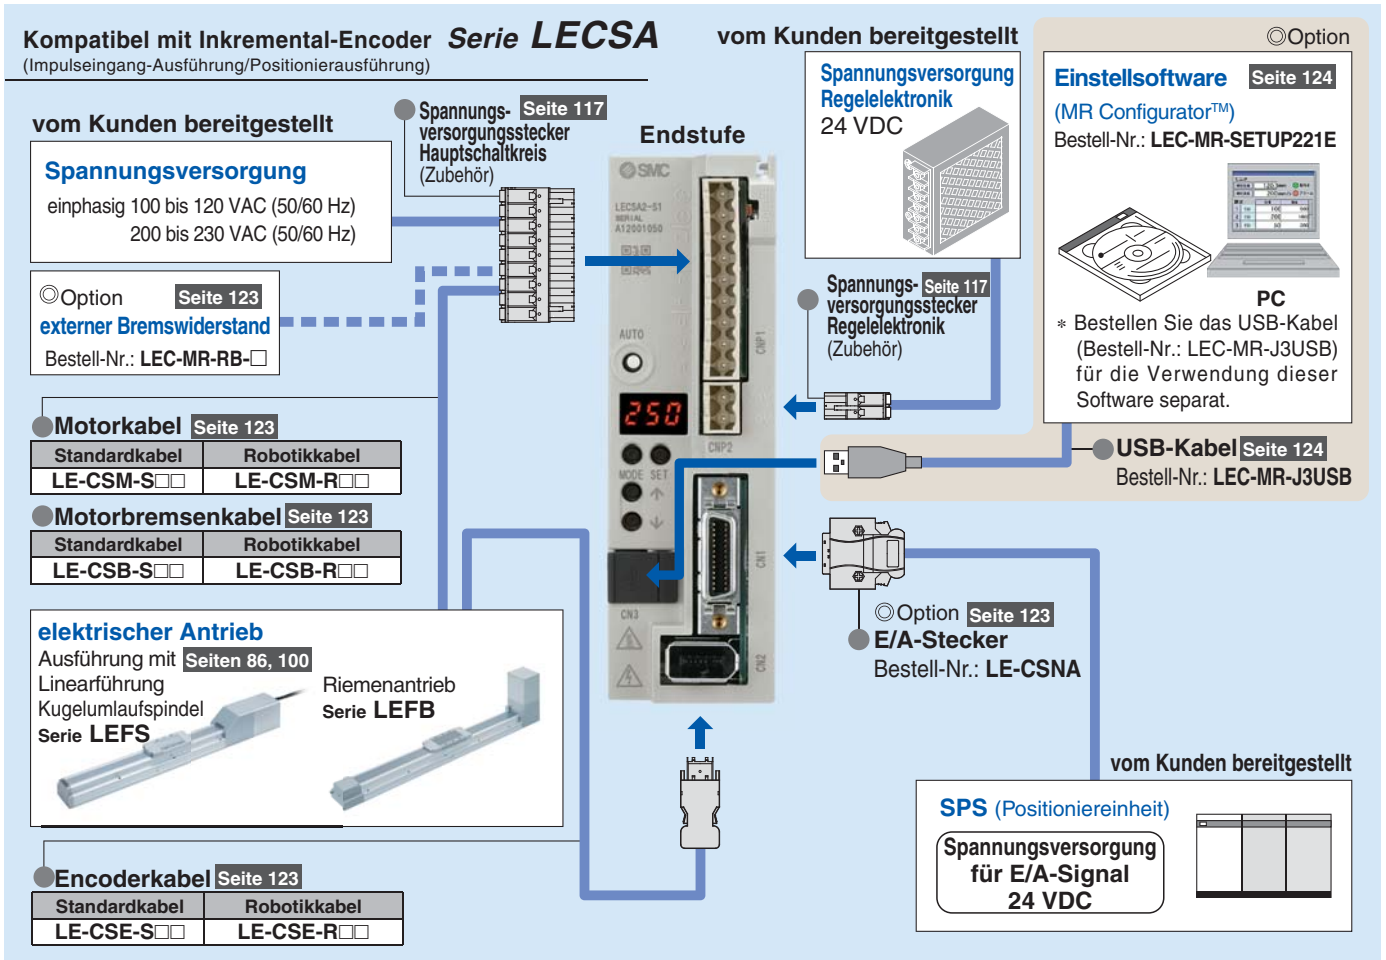 Kompatibel mit Inkremental-Encoder Serie LECSA
(Impulseingang-Ausführung/Positionierausführung)
vom Kunden bereitgestellt
Spannungsversorgung
einphasig 100 bis 120 VAC (50/60 Hz)
200 bis 230 VAC (50/60 Hz)
◎Option Seite 123
externer Bremswiderstand
Bestell-Nr.: LEC-MR-RB-□
Spannungs- Seite 117
versorgungsstecker
Hauptschaltkreis
(Zubehör)
Endstufe
SMC
LECSA2-S1
SERIAL
A12001050
AUTO
CNP1
250
CNP2
MODE SET
CN1
CN3
CN2
vom Kunden bereitgestellt
Spannungsversorgung
Regelelektronik
24 VDC
Spannungs- Seite 117
versorgungsstecker
Regelelektronik
(Zubehör)
◎Option
Einstellsoftware Seite 124
(MR Configurator™)
Bestell-Nr.: LEC-MR-SETUP221E
PC
∗ Bestellen Sie das USB-Kabel
(Bestell-Nr.: LEC-MR-J3USB)
für die Verwendung dieser
Software separat.
USB-Kabel Seite 124
Bestell-Nr.: LEC-MR-J3USB
Motorkabel Seite 123
Standardkabel Robotikkabel
LE-CSM-S□□ LE-CSM-R□□
Motorbremsenkabel Seite 123
Standardkabel Robotikkabel
LE-CSB-S□□ LE-CSB-R□□
elektrischer Antrieb
Ausführung mit Seiten 86, 100
Linearführung
Kugelumlaufspindel
Serie LEFS
Riemenantrieb
Serie LEFB
◎Option Seite 123
E/A-Stecker
Bestell-Nr.: LE-CSNA
vom Kunden bereitgestellt
SPS (Positioniereinheit)
Spannungsversorgung
für E/A-Signal
24 VDC
Encoderkabel Seite 123
Standardkabel Robotikkabel
LE-CSE-S□□ LE-CSE-R□□